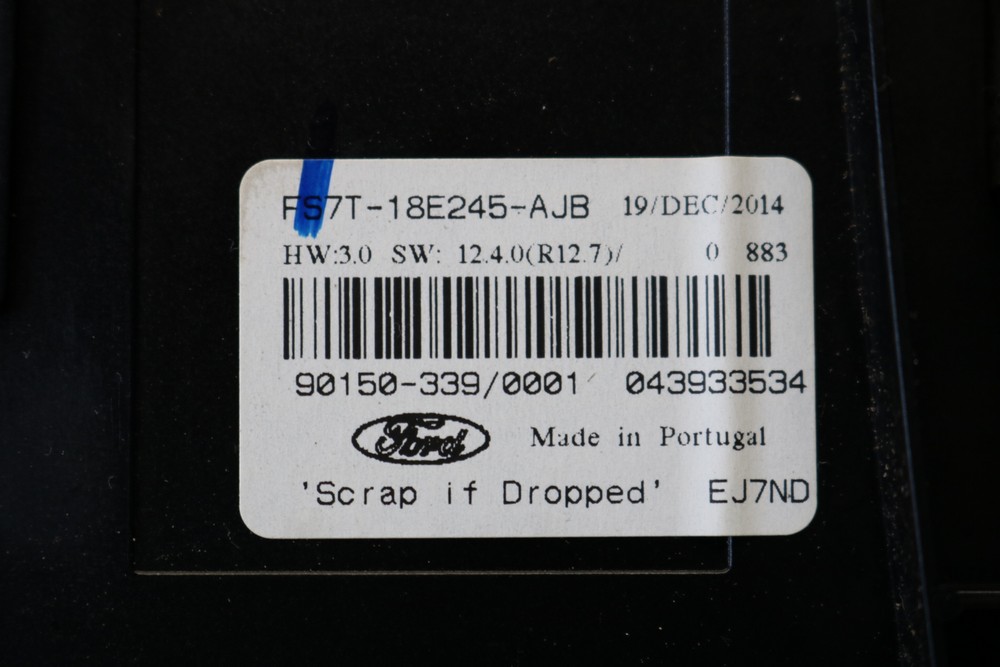 FS7T-18E245-AJB 19/DEC/2014
HW:3.0 SW: 12.4.0(R12.7)/ 0 883
90150-339/0001 043933534
Ford Made in Portugal
'Scrap if Dropped' EJ7ND